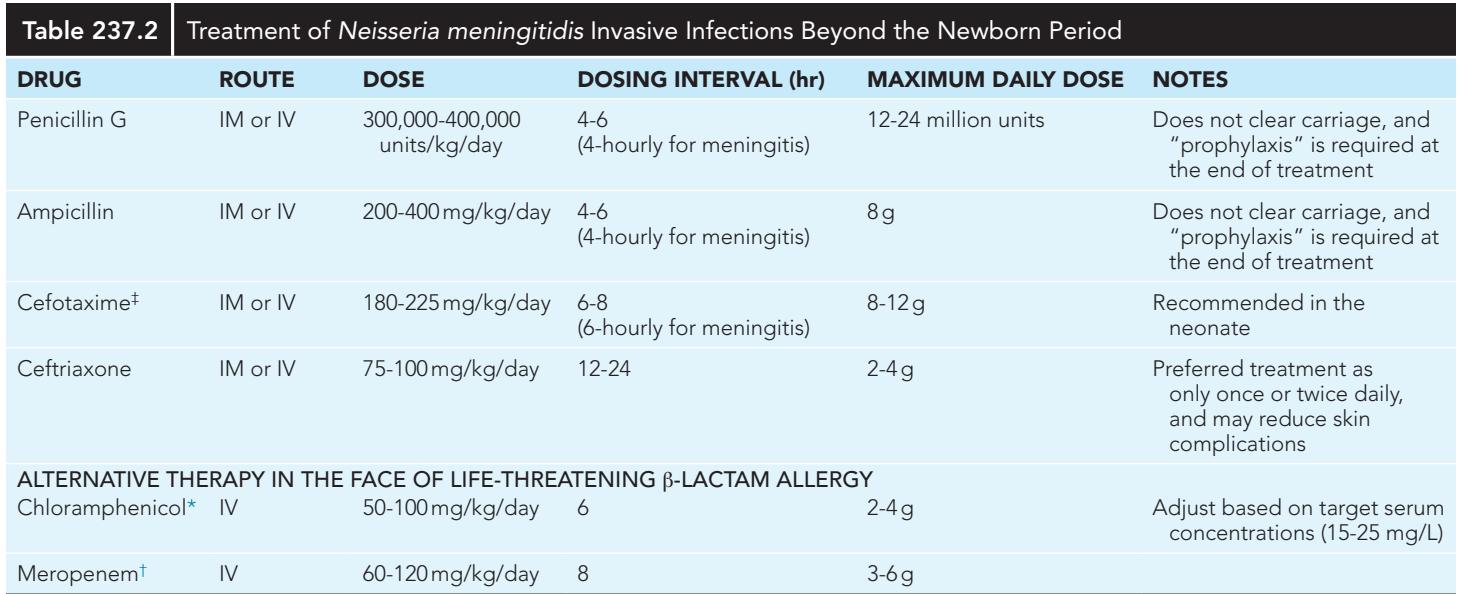 Table 237.2 Treatment of Neisseria meningitidis Invasive Infections Beyond the Newborn Period
DRUG ROUTE DOSE DOSING INTERVAL (hr) MAXIMUM DAILY DOSE NOTES
Penicillin G IM or IV 300,000-400,000 4-6 12-24 million units Does not clear carriage, and
units/kg/day (4-hourly for meningitis) “prophylaxis” is required at
the end of treatment
Ampicillin IM or IV 200-400 mg/kg/day 4-6 8 g Does not clear carriage, and
(4-hourly for meningitis) “prophylaxis” is required at
the end of treatment
Cefotaxime‡ IM or IV 180-225 mg/kg/day 6-8 8-12 g Recommended in the
(6-hourly for meningitis) neonate
Ceftriaxone IM or IV 75-100 mg/kg/day 12-24 2-4 g Preferred treatment as
only once or twice daily,
and may reduce skin
complications
ALTERNATIVE THERAPY IN THE FACE OF LIFE-THREATENING β-LACTAM ALLERGY
Chloramphenicol* IV 50-100 mg/kg/day 6 2-4 g Adjust based on target serum
concentrations (15-25 mg/L)
Meropenem† IV 60-120 mg/kg/day 8 3-6 g